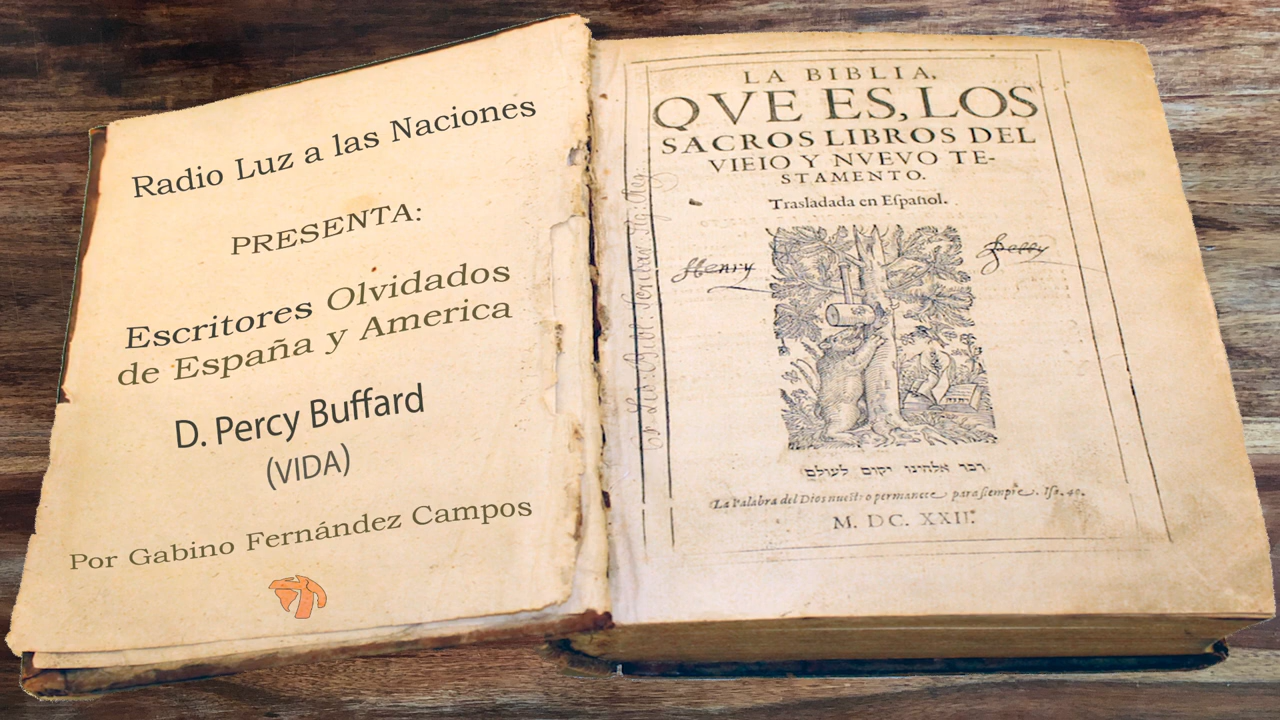 Radio Luz a las Naciones
PRESENTA:
Escritores Olvidados
de España y America
D. Percy Buffard
(VIDA)
Por Gabino Fernández Campos
LA BIBLIA,
QVE ES, LOS
SACROS LIBROS DEL
VIEIO Y NVEVO TE-
STAMENTO.
Trasladada en Español.
Henry
דבר אלהינו יקום לעולם
La Palabra del Dios nuestro permanece para siempre. Isa. 40.
M. DC. XXII.